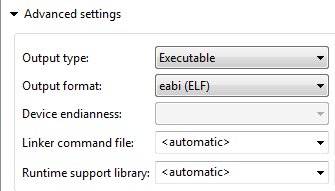 Advanced settings
Output type: Executable
Output format: eabi (ELF)
Device endianness:
Linker command file: <automatic>
Runtime support library: <automatic>